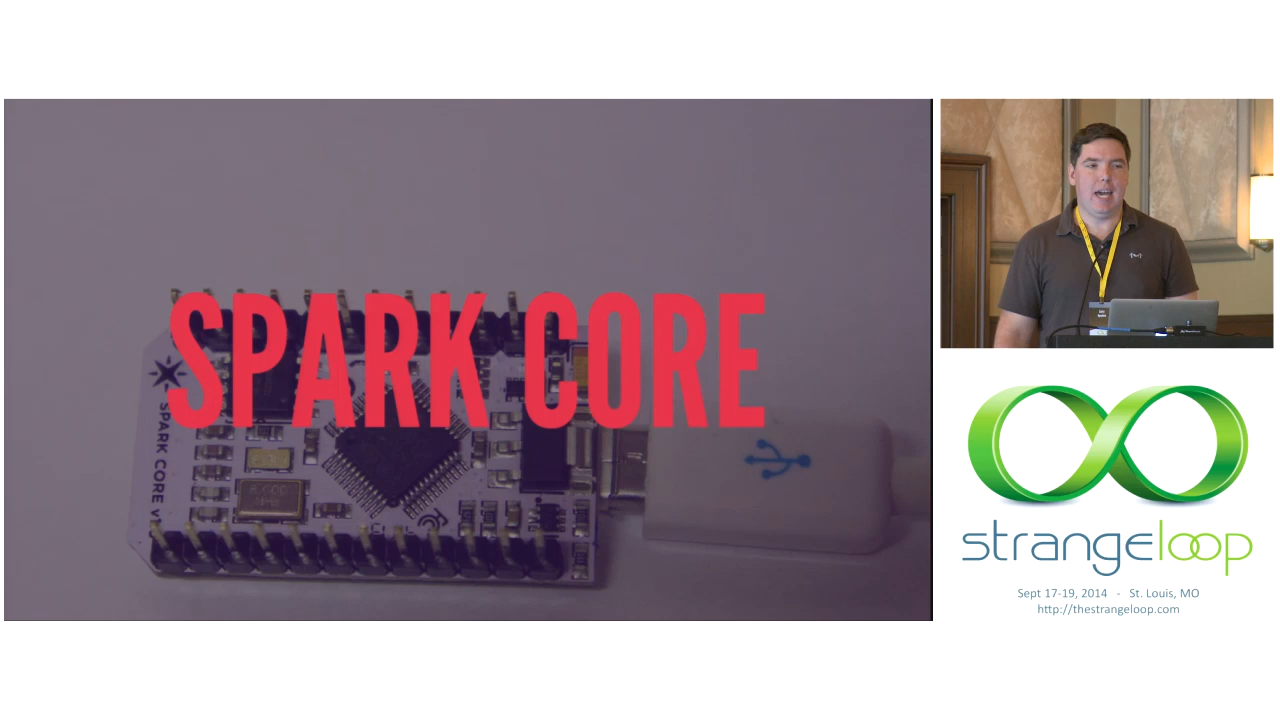 SPARK CORE
SPARK CORE v
strangeloop
Sept 17-19, 2014 - St. Louis, MO
http://thestrangeloop.com